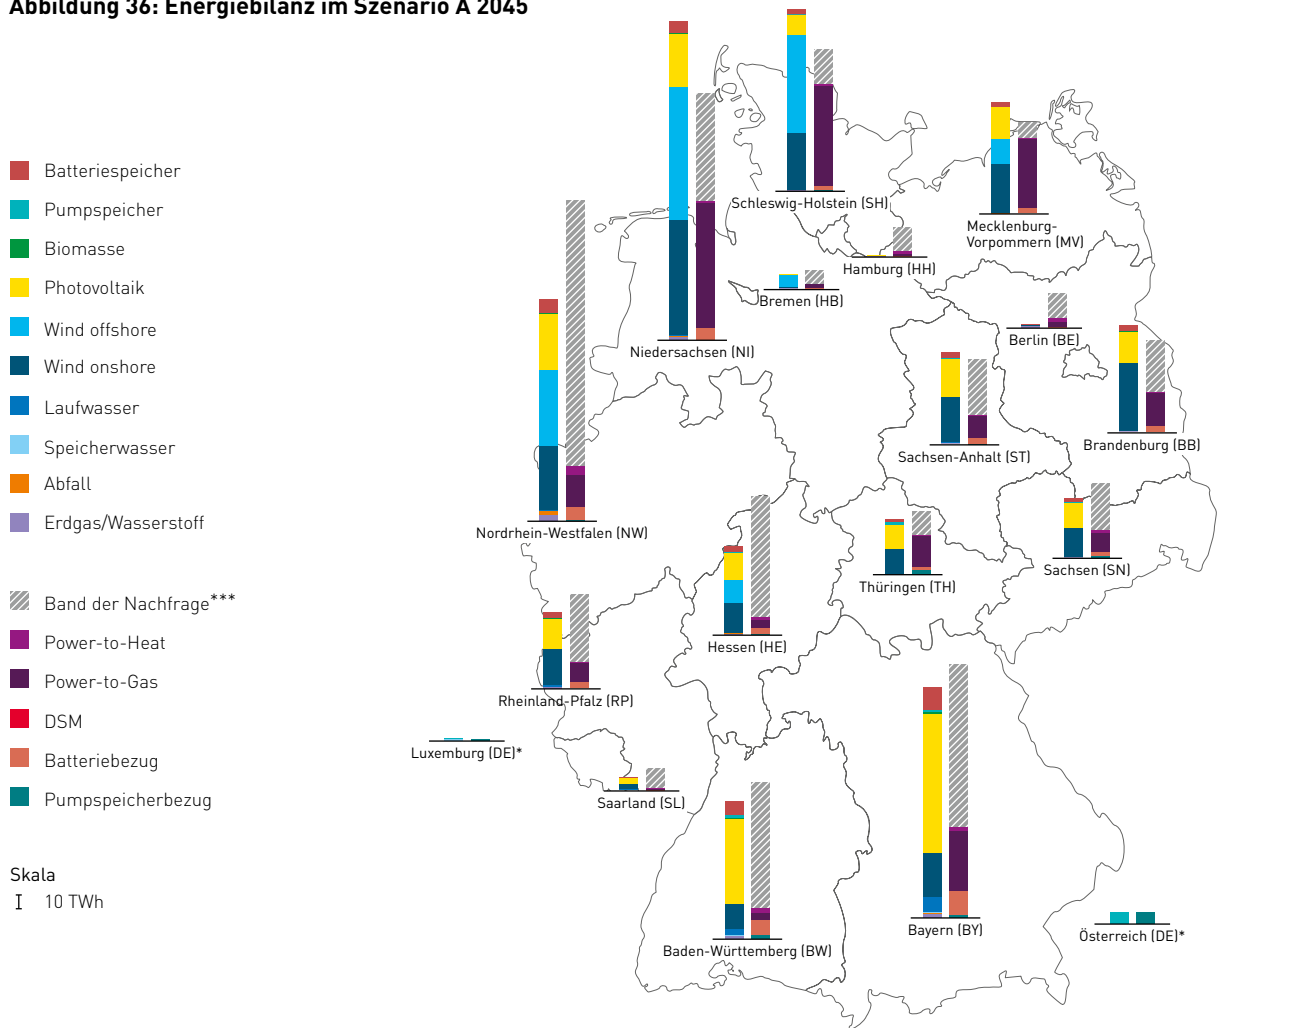 Abbildung 36: Energiebilanz im Szenario A 2045
Batteriespeicher
Pumpspeicher
Biomasse
Photovoltaik
Wind offshore
Wind onshore
Laufwasser
Speicherwasser
Abfall
Erdgas/Wasserstoff
Band der Nachfrage***
Power-to-Heat
Power-to-Gas
DSM
Batteriebezug
Pumpspeicherbezug
Skala
10 TWh
Schleswig-Holstein (SH)
Mecklenburg-
Vorpommern (MV)
Hamburg (HH)
Bremen (HB)
Niedersachsen (NI)
Berlin (BE)
Brandenburg (BB)
Sachsen-Anhalt (ST)
Nordrhein-Westfalen (NW)
Sachsen (SN)
Thüringen (TH)
Hessen (HE)
Rheinland-Pfalz (RP)
Luxemburg (DE)*
Saarland (SL)
Bayern (BY)
Österreich (DE)*
Baden-Württemberg (BW)